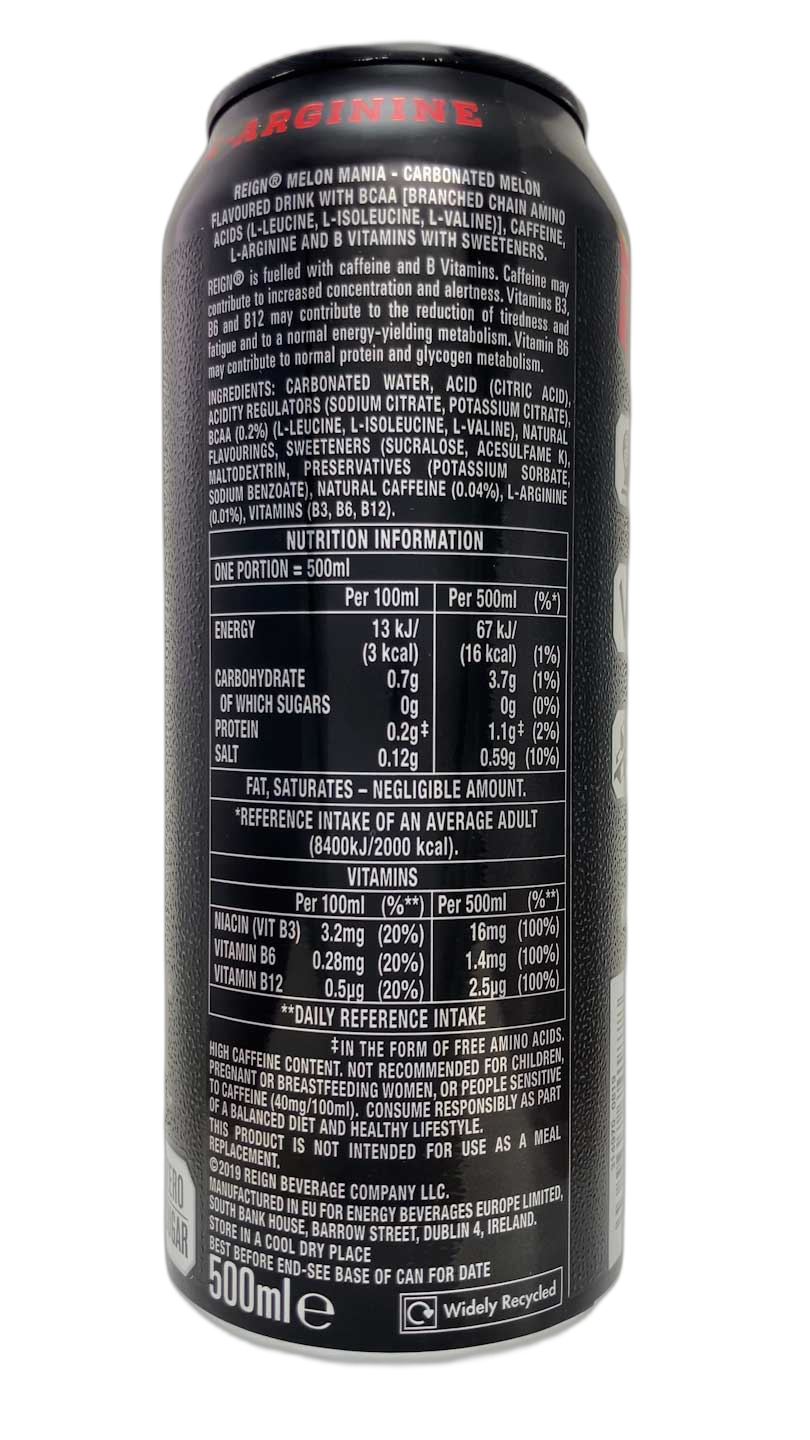 L-ARGININE
REIGN® MELON MANIA - CARBONATED MELON
FLAVOURED DRINK WITH BCAA [BRANCHED CHAIN AMINO
ACIDS (L-LEUCINE, L-ISOLEUCINE, L-VALINE)], CAFFEINE,
L-ARGININE AND B VITAMINS WITH SWEETENERS.
REIGN® is fuelled with caffeine and B Vitamins. Caffeine may
contribute to increased concentration and alertness. Vitamins B3,
B6 and B12 may contribute to the reduction of tiredness and
fatigue and to a normal energy-yielding metabolism. Vitamin B6
may contribute to normal protein and glycogen metabolism.
INGREDIENTS: CARBONATED WATER, ACID (CITRIC ACID),
ACIDITY REGULATORS (SODIUM CITRATE, POTASSIUM CITRATE),
BCAA (0.2%) (L-LEUCINE, L-ISOLEUCINE, L-VALINE), NATURAL
FLAVOURINGS, SWEETENERS (SUCRALOSE, ACESULFAME K),
MALTODEXTRIN, PRESERVATIVES (POTASSIUM SORBATE,
SODIUM BENZOATE), NATURAL CAFFEINE (0.04%), L-ARGININE
(0.01%), VITAMINS (B3, B6, B12).
NUTRITION INFORMATION
ONE PORTION = 500ml
Per 100ml Per 500ml (%*)
ENERGY 13 kJ/ 67 kJ/
(3 kcal) (16 kcal) (1%)
CARBOHYDRATE 0.7g 3.7g (1%)
OF WHICH SUGARS 0g 0g (0%)
PROTEIN 0.2g‡ 1.1g‡ (2%)
SALT 0.12g 0.59g (10%)
FAT, SATURATES – NEGLIGIBLE AMOUNT.
*REFERENCE INTAKE OF AN AVERAGE ADULT
(8400kJ/2000 kcal).
VITAMINS
Per 100ml (%**) Per 500ml (%**)
NIACIN (VIT B3) 3.2mg (20%) 16mg (100%)
VITAMIN B6 0.28mg (20%) 1.4mg (100%)
VITAMIN B12 0.5µg (20%) 2.5µg (100%)
**DAILY REFERENCE INTAKE
‡IN THE FORM OF FREE AMINO ACIDS.
HIGH CAFFEINE CONTENT. NOT RECOMMENDED FOR CHILDREN,
PREGNANT OR BREASTFEEDING WOMEN, OR PEOPLE SENSITIVE
TO CAFFEINE (40mg/100ml). CONSUME RESPONSIBLY AS PART
OF A BALANCED DIET AND HEALTHY LIFESTYLE.
THIS PRODUCT IS NOT INTENDED FOR USE AS A MEAL
REPLACEMENT.
©2019 REIGN BEVERAGE COMPANY LLC.
MANUFACTURED IN EU FOR ENERGY BEVERAGES EUROPE LIMITED,
SOUTH BANK HOUSE, BARROW STREET, DUBLIN 4, IRELAND.
STORE IN A COOL DRY PLACE
BEST BEFORE END-SEE BASE OF CAN FOR DATE
500ml e
Widely Recycled